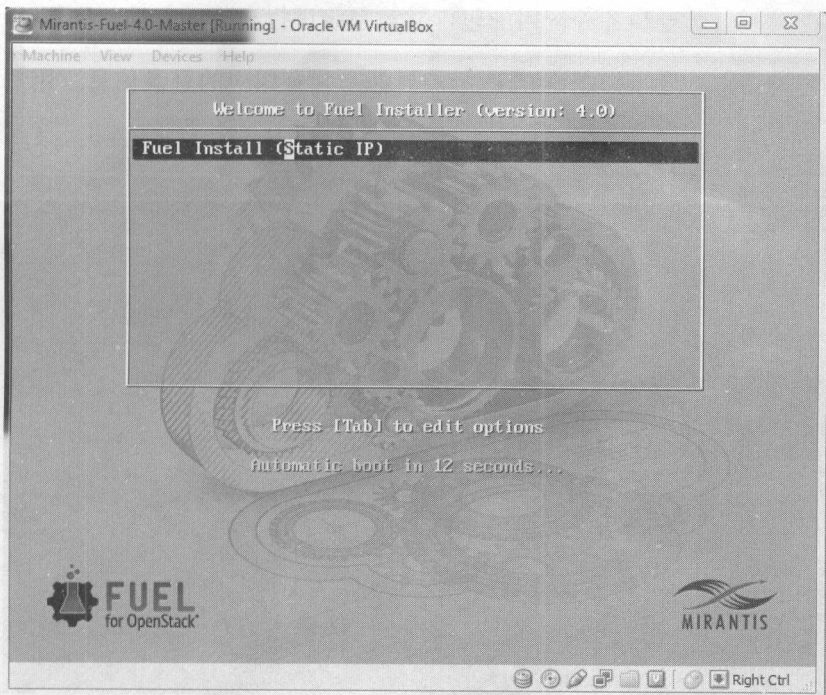 Mirantis-Fuel-4.0-Master [Running] - Oracle VM VirtualBox
Machine View Devices Help
Welcome to Fuel Installer (version: 4.0)
Fuel Install (Static IP)
Press [Tab] to edit options
Automatic boot in 12 seconds...
FUEL
for OpenStack
MIRANTIS
Right Ctrl